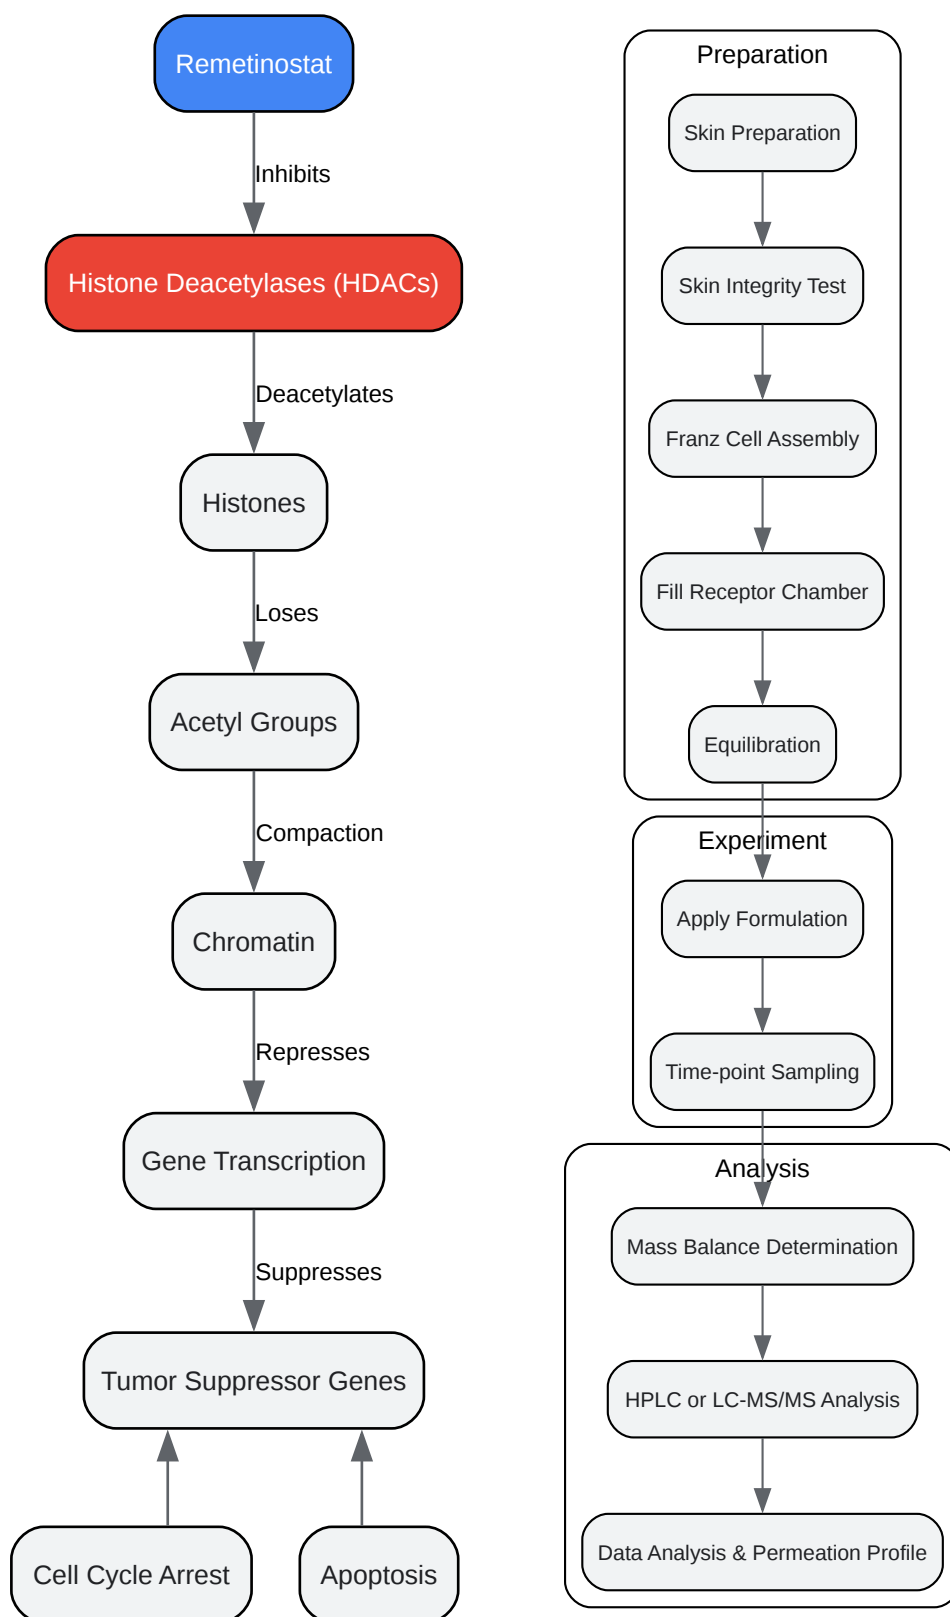 Remetinostat
Inhibits
Histone Deacetylases (HDACs)
Deacetylates
Histones
Loses
Acetyl Groups
Compaction
Chromatin
Represses
Gene Transcription
Suppresses
Tumor Suppressor Genes
Cell Cycle Arrest
Apoptosis
Preparation
Skin Preparation
Skin Integrity Test
Franz Cell Assembly
Fill Receptor Chamber
Equilibration
Experiment
Apply Formulation
Time-point Sampling
Analysis
Mass Balance Determination
HPLC or LC-MS/MS Analysis
Data Analysis & Permeation Profile